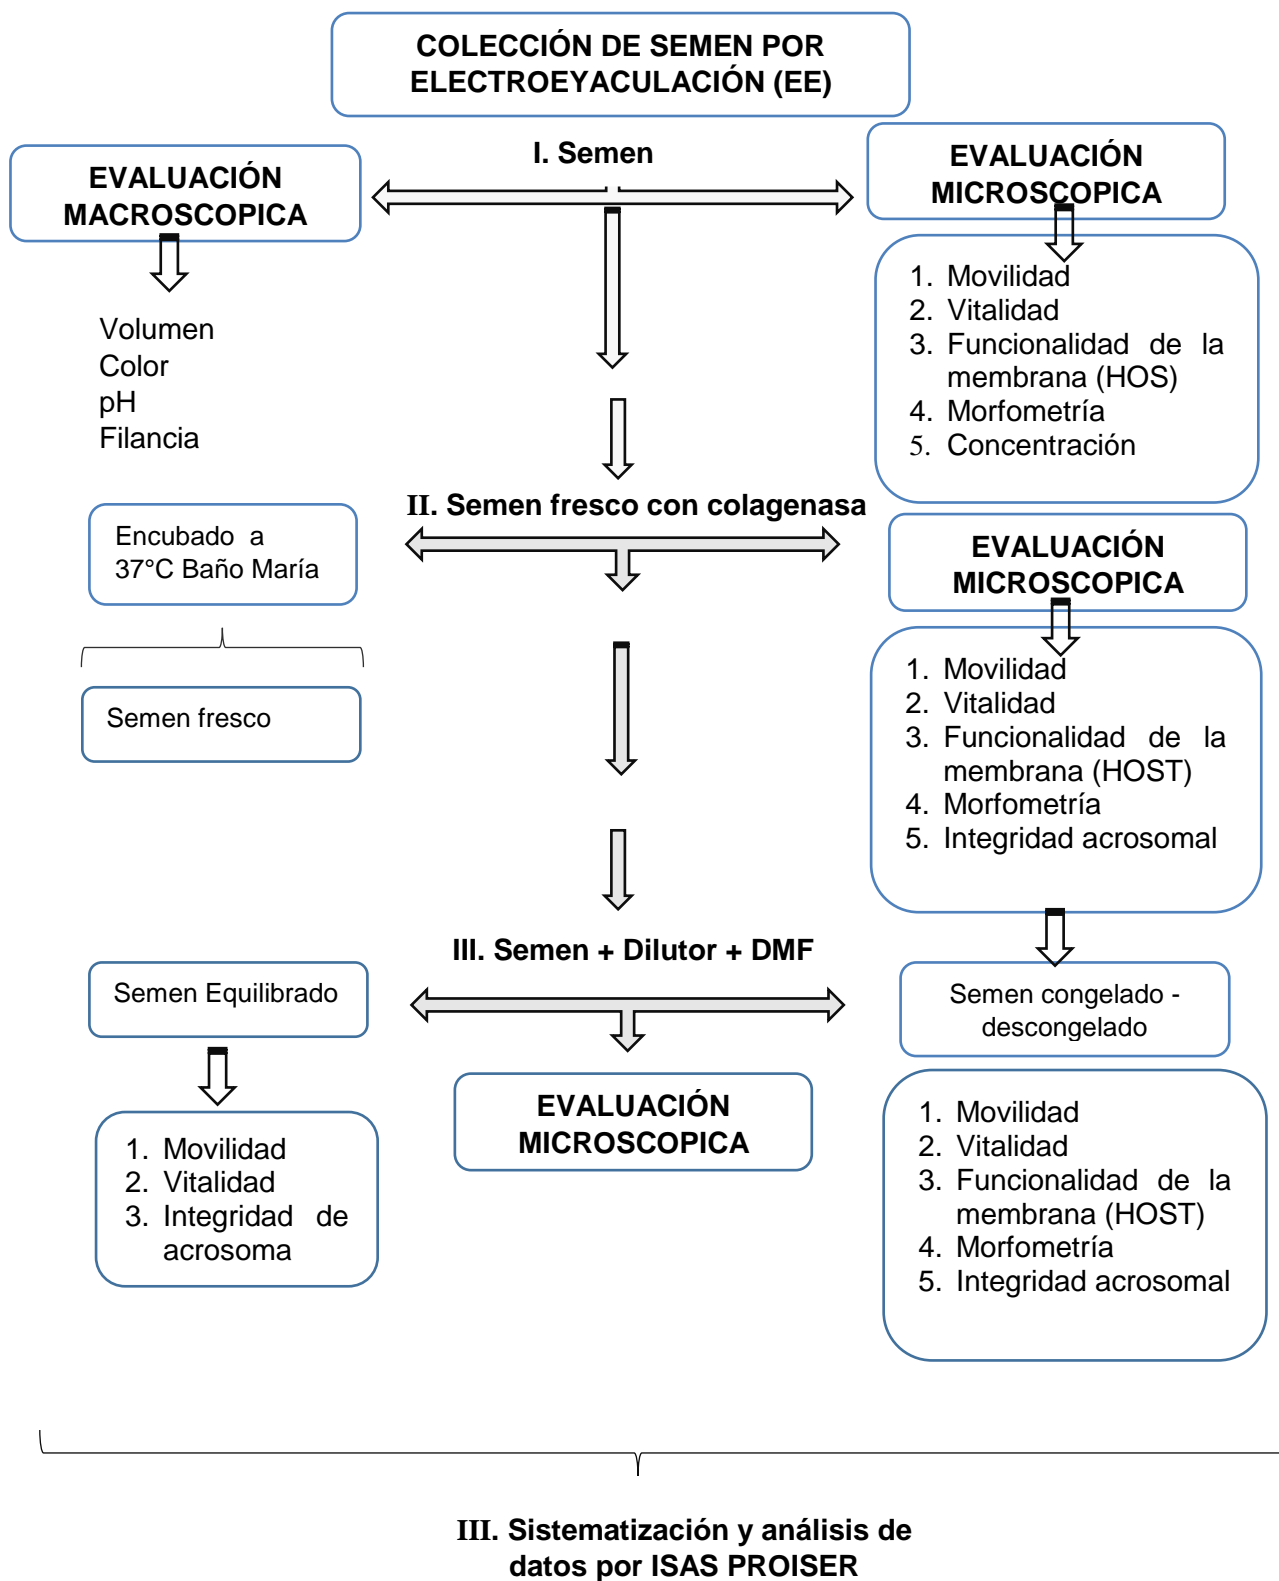 COLECCIÓN DE SEMEN POR
ELECTROEYACULACIÓN (EE)
I. Semen
EVALUACIÓN
MACROSCOPICA
EVALUACIÓN
MICROSCOPICA
Volumen
Color
pH
Filancia
1. Movilidad
2. Vitalidad
3. Funcionalidad de la
membrana (HOS)
4. Morfometría
5. Concentración
II. Semen fresco con colagenasa
Encubado a
37°C Baño María
Semen fresco
EVALUACIÓN
MICROSCOPICA
1. Movilidad
2. Vitalidad
3. Funcionalidad de la
membrana (HOST)
4. Morfometría
5. Integridad acrosomal
III. Semen + Dilutor + DMF
Semen Equilibrado
Semen congelado -
descongelado
EVALUACIÓN
MICROSCOPICA
1. Movilidad
2. Vitalidad
3. Integridad de
acrosoma
1. Movilidad
2. Vitalidad
3. Funcionalidad de la
membrana (HOST)
4. Morfometría
5. Integridad acrosomal
III. Sistematización y análisis de
datos por ISAS PROISER